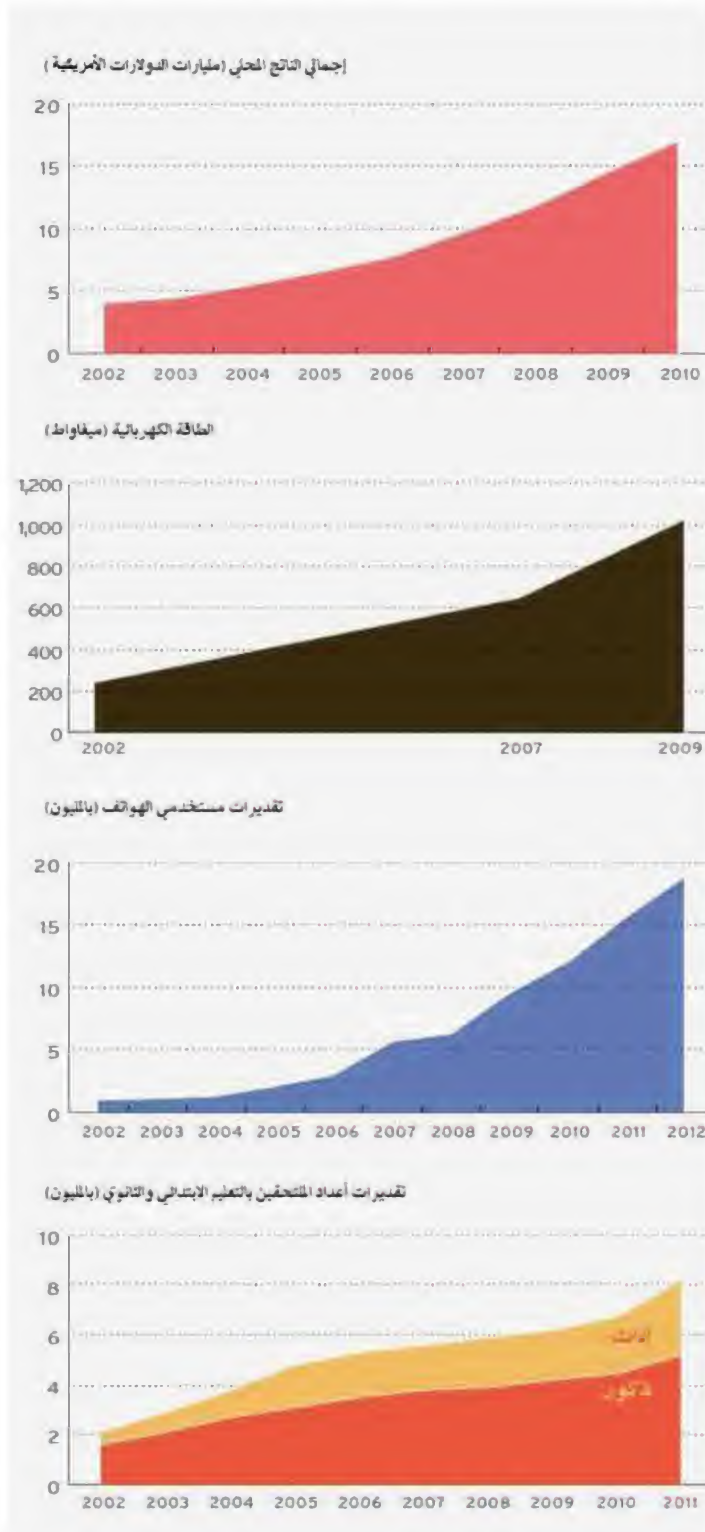 إجمالي الناتج المحلي (مليارات الدولارات الأمريكية)
20
15
10
5
0
2002 2003 2004 2005 2006 2007 2008 2009 2010
الطاقة الكهربائية (ميغاواط)
1,200
1,000
800
600
400
200
0
2002 2007 2009
تقديرات مستخدمي الهواتف (بالمليون)
20
15
10
5
0
2002 2003 2004 2005 2006 2007 2008 2009 2010 2011 2012
تقديرات أعداد الملتحقين بالتعليم الابتدائي والثانوي (بالمليون)
10
8
6
إناث
4
ذكور
2
0
2002 2003 2004 2005 2006 2007 2008 2009 2010 2011